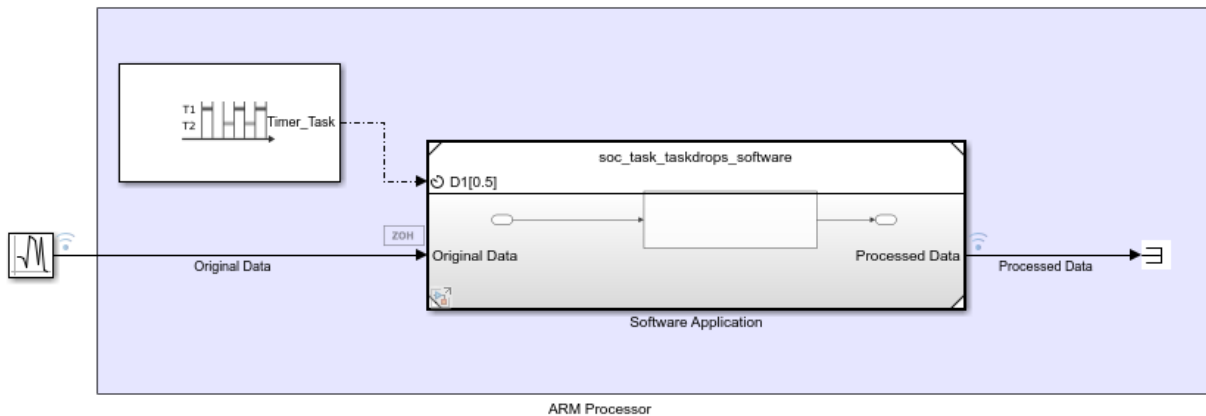 T1
T2
Timer_Task
soc_task_taskdrops_software
D1[0.5]
ZOH
Original Data
Original Data
Processed Data
Processed Data
Software Application
ARM Processor